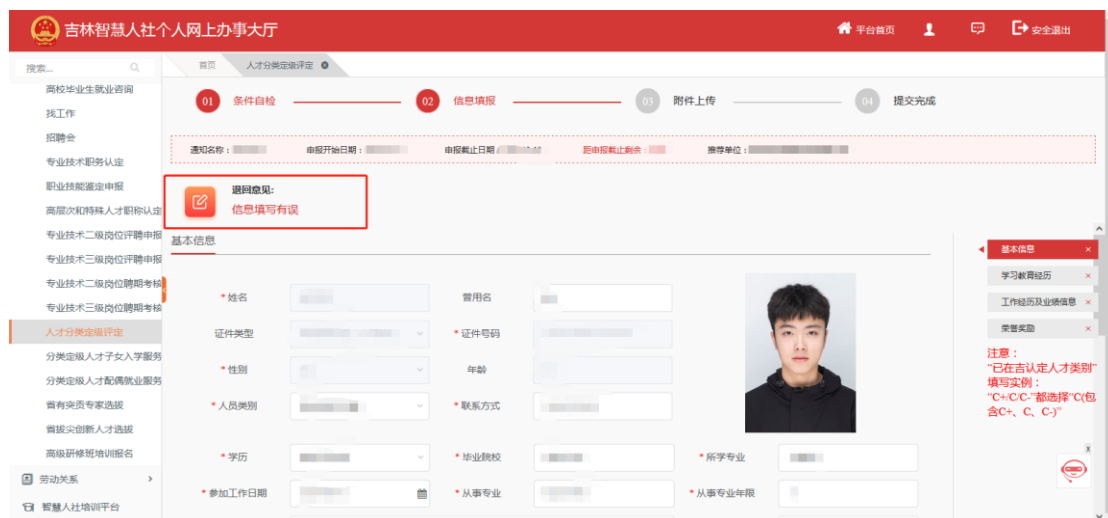 吉林智慧人社个人网上办事大厅
平台首页
安全退出
搜索...
首页
人才分类定级评定
高校毕业生就业咨询
找工作
招聘会
专业技术职务认定
职业技能鉴定申报
高层次和特殊人才职称认定
专业技术二级岗位评聘申报
专业技术三级岗位评聘申报
专业技术二级岗位聘期考核
专业技术三级岗位聘期考核
人才分类定级评定
分类定级人才子女入学服务
分类定级人才配偶就业服务
省有突贡专家选拔
省拔尖创新人才选拔
高级研修班培训报名
劳动关系 >
智慧人社培训平台
01 条件自检
02 信息填报
03 附件上传
04 提交完成
通知名称： 申报开始日期： 申报截止日期 距申报截止剩余： 推荐单位：
退回意见:
信息填写有误
基本信息
* 姓名
曾用名
证件类型
* 证件号码
* 性别
年龄
* 人员类别
* 联系方式
* 学历
* 毕业院校
* 所学专业
* 参加工作日期
* 从事专业
* 从事专业年限
基本信息 ×
学习教育经历 ×
工作经历及业绩信息 ×
荣誉奖励 ×
注意：
“已在吉认定人才类别”
填写实例：
“C+/C/C-”都选择“C(包
含C+、C、C-)”
X